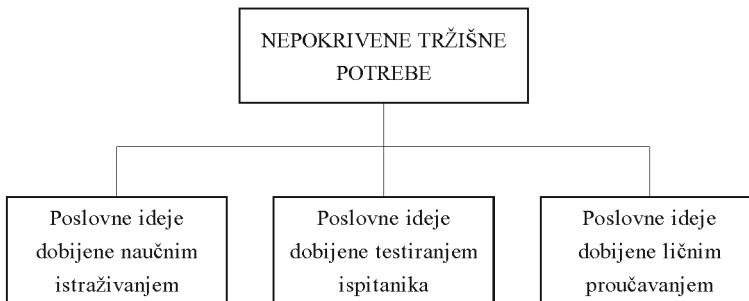 NEPOKRIVENE TRŽIŠNE
POTREBE
Poslovne ideje
dobijene naučnim
istraživanjem
Poslovne ideje
dobijene testiranjem
ispitanika
Poslovne ideje
dobijene ličnim
proučavanjem